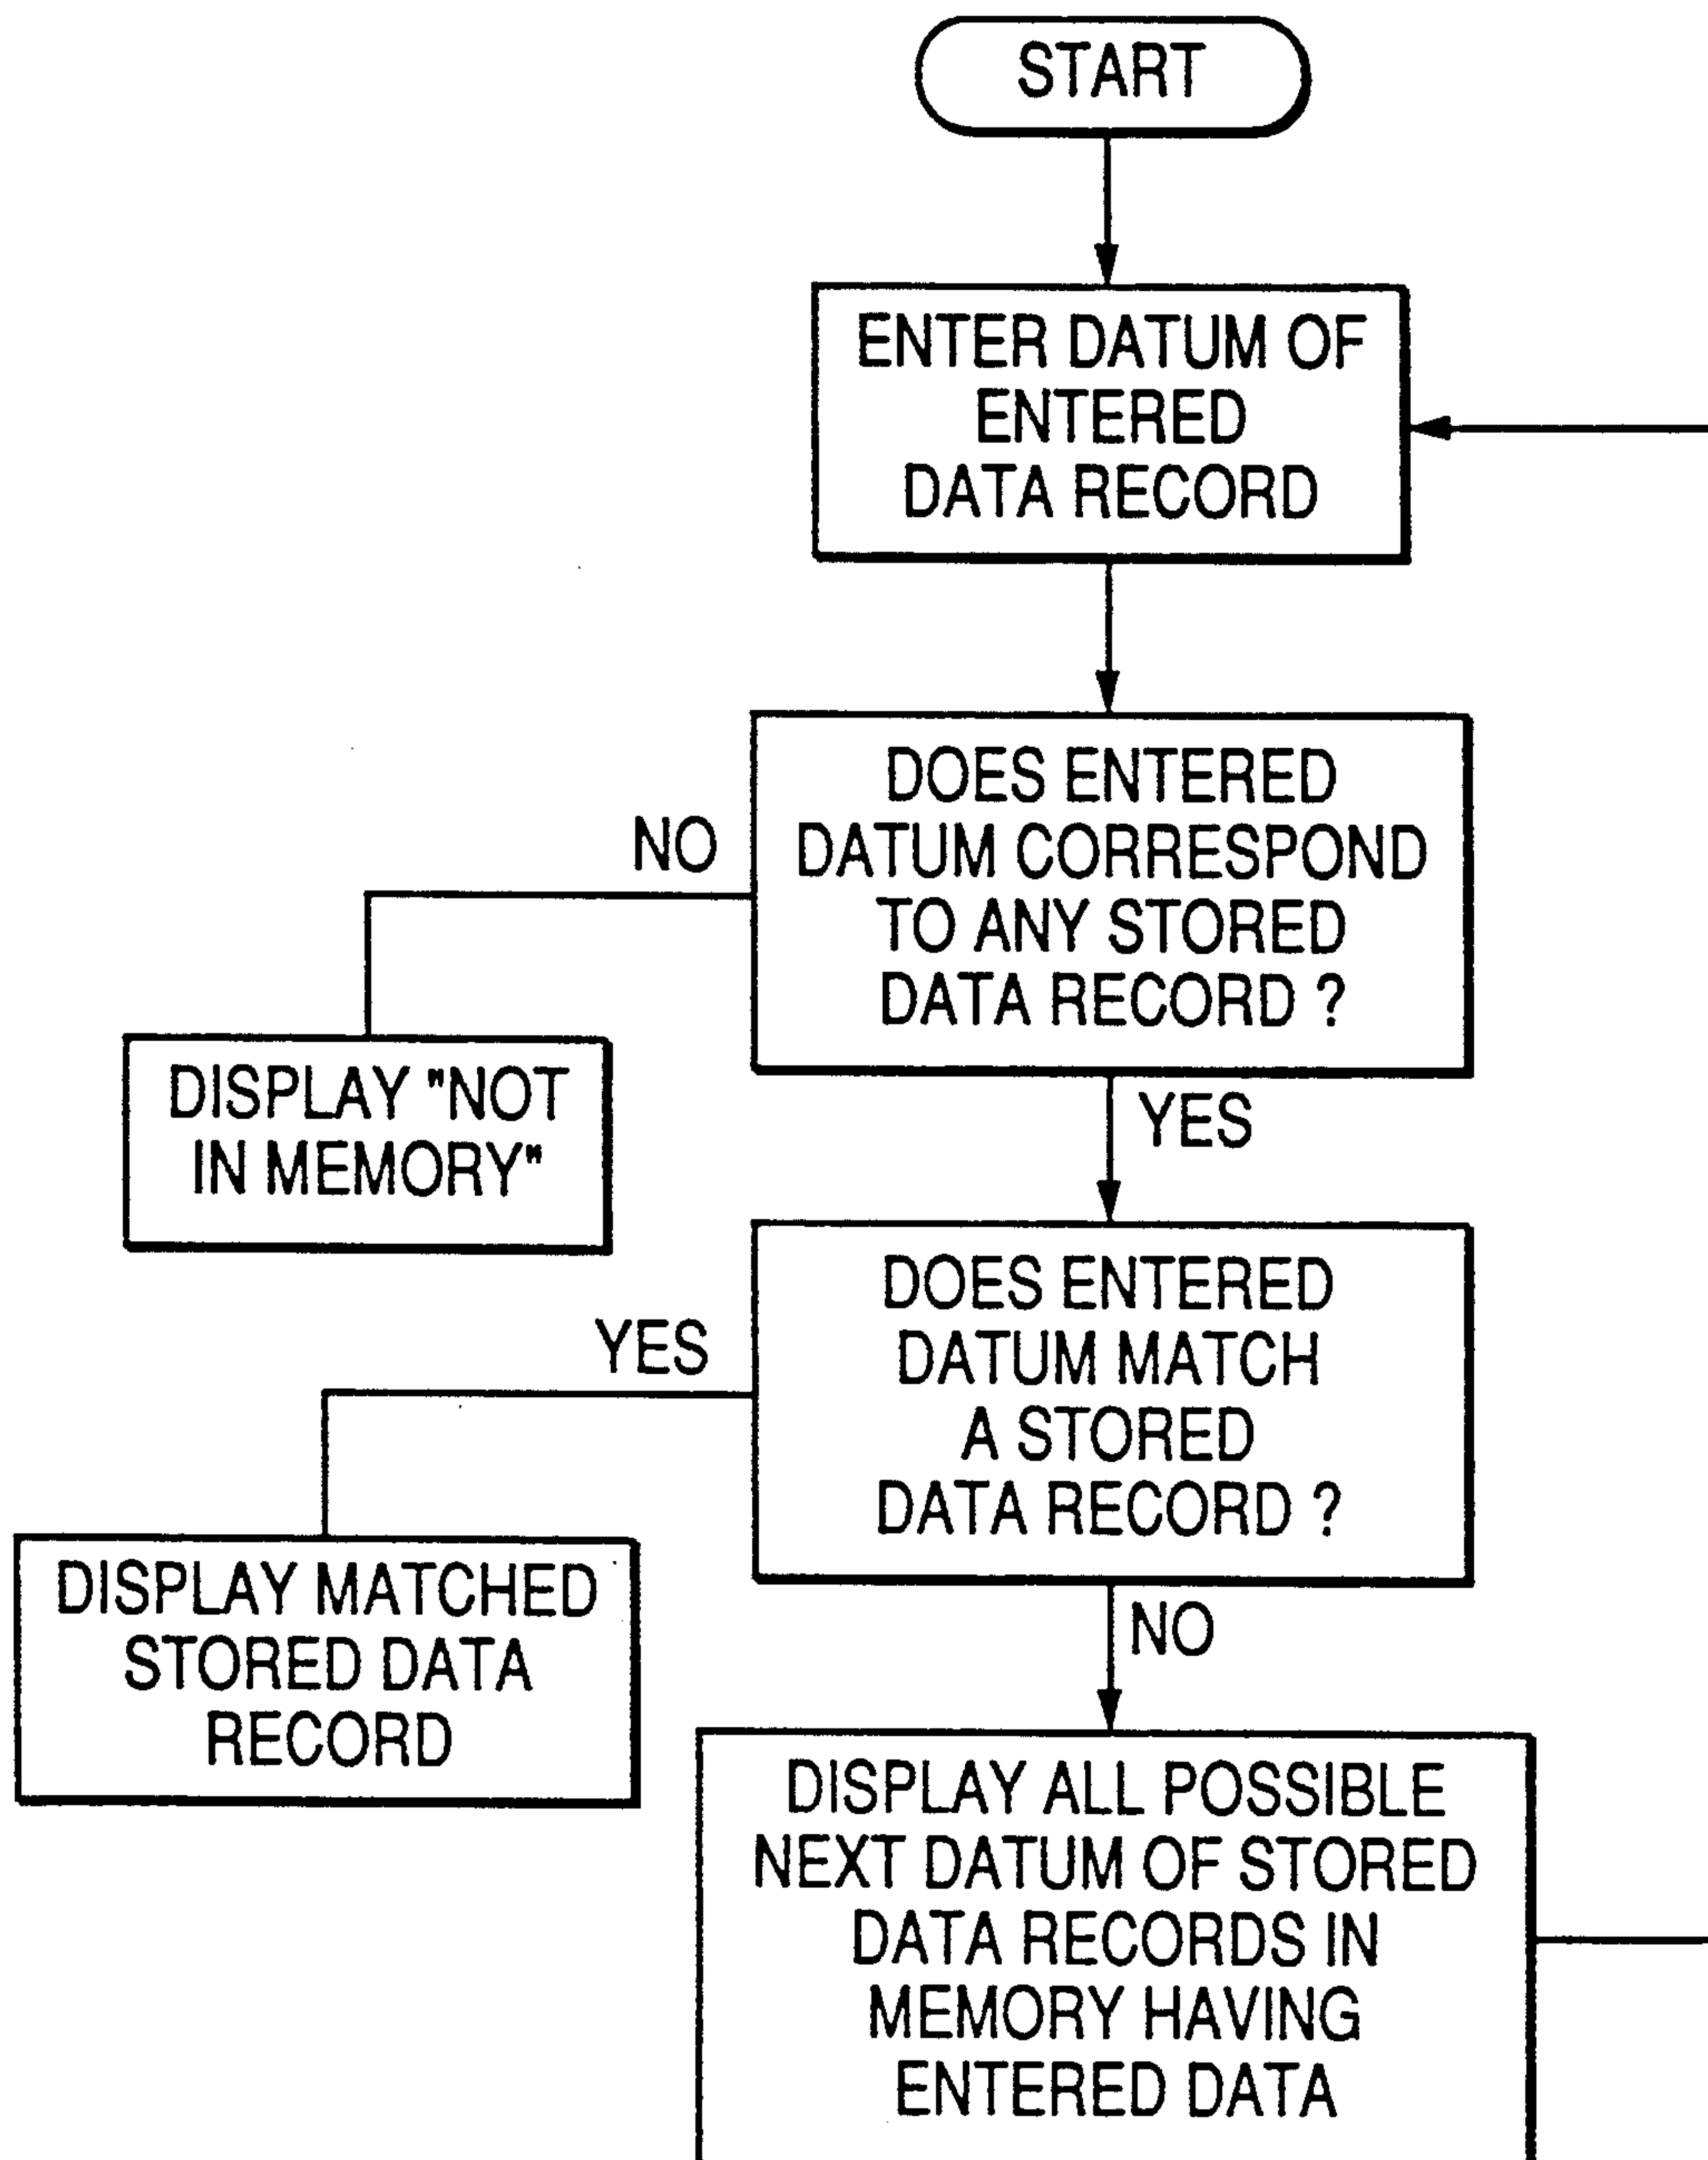 START
ENTER DATUM OF
ENTERED
DATA RECORD
DOES ENTERED
DATUM CORRESPOND
TO ANY STORED
DATA RECORD ?
NO
DISPLAY "NOT
IN MEMORY"
YES
DOES ENTERED
DATUM MATCH
A STORED
DATA RECORD ?
YES
DISPLAY MATCHED
STORED DATA
RECORD
NO
DISPLAY ALL POSSIBLE
NEXT DATUM OF STORED
DATA RECORDS IN
MEMORY HAVING
ENTERED DATA